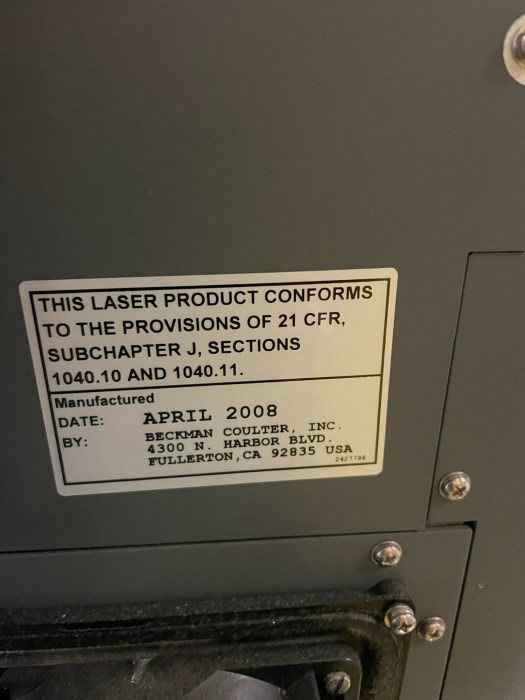 THIS LASER PRODUCT CONFORMS
TO THE PROVISIONS OF 21 CFR,
SUBCHAPTER J, SECTIONS
1040.10 AND 1040.11.
Manufactured
DATE: APRIL 2008
BY: BECKMAN COULTER, INC.
4300 N. HARBOR BLVD.
FULLERTON,CA 92835 USA
2427796